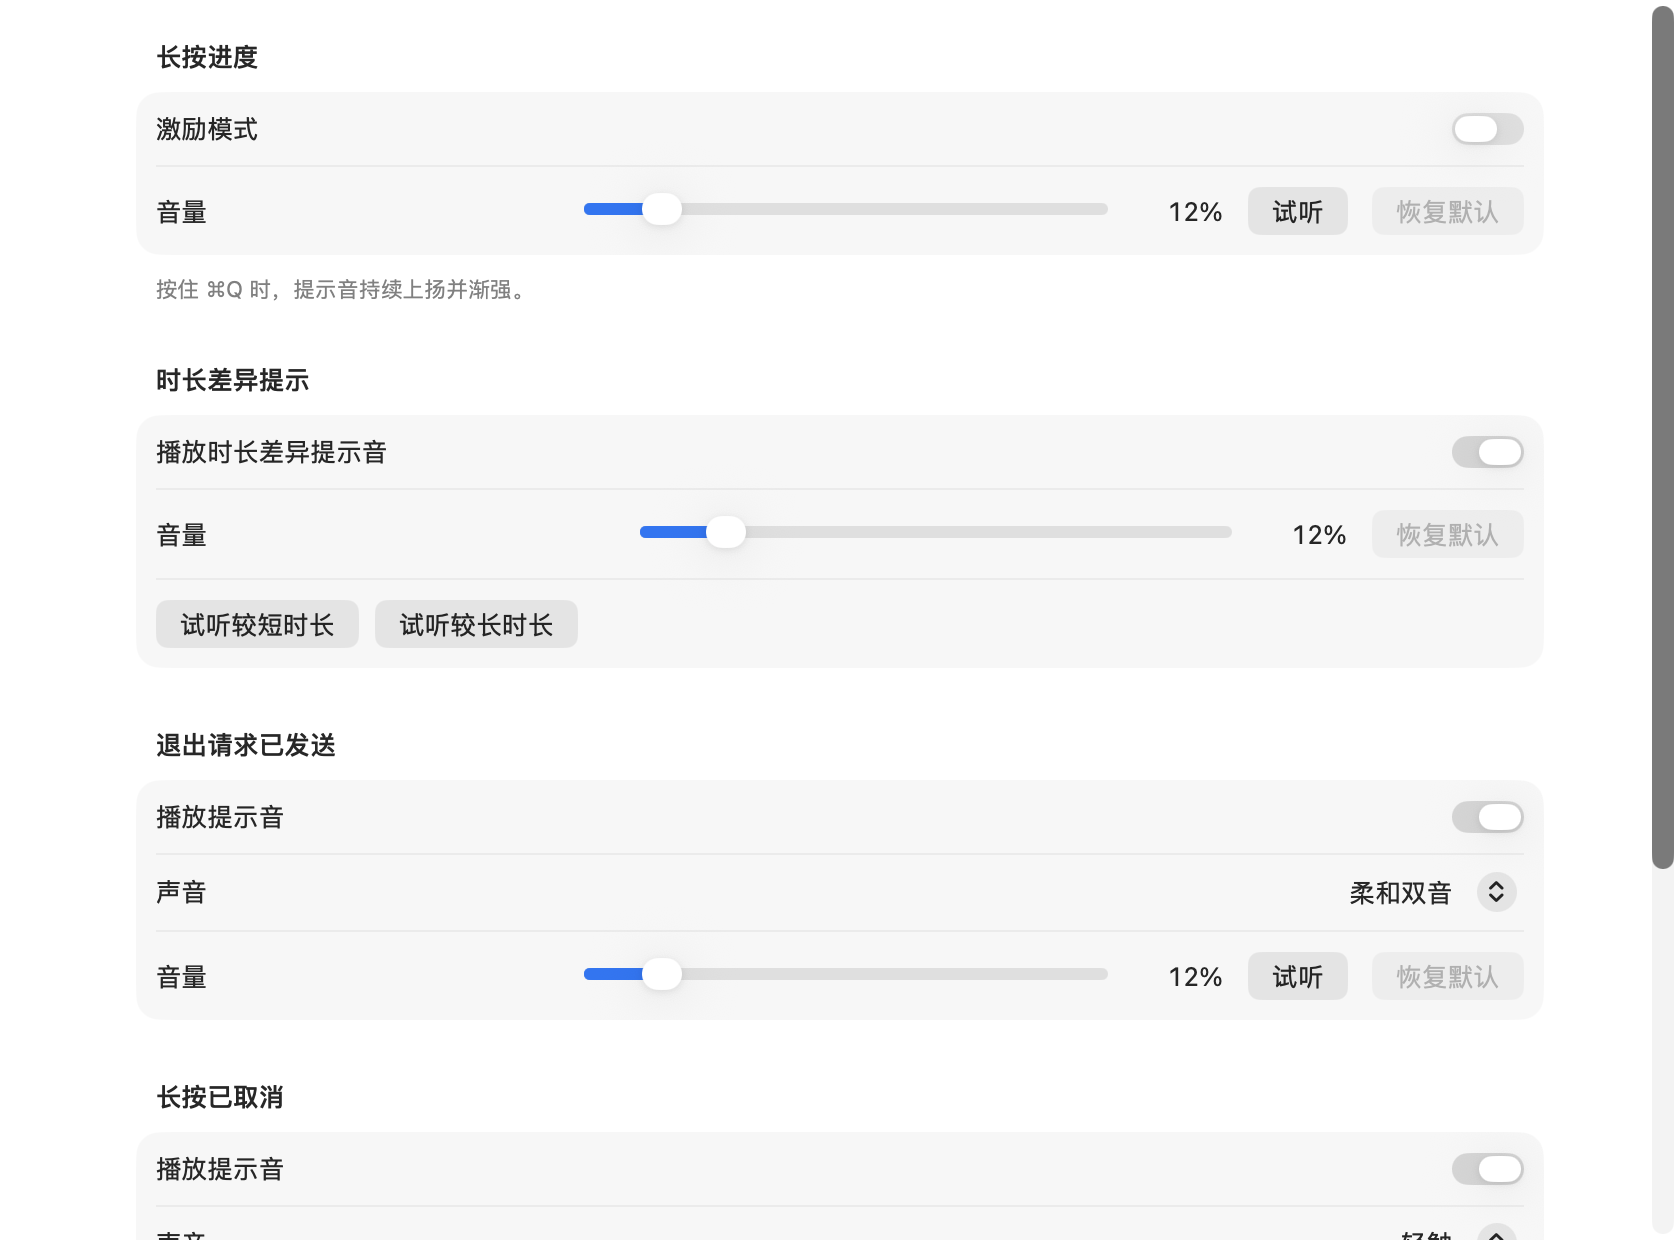 长按进度
激励模式
音量 12% 试听 恢复默认
按住 ⌘Q 时，提示音持续上扬并渐强。
时长差异提示
播放时长差异提示音
音量 12% 恢复默认
试听较短时长 试听较长时长
退出请求已发送
播放提示音
声音 柔和双音
音量 12% 试听 恢复默认
长按已取消
播放提示音
声音 轻触